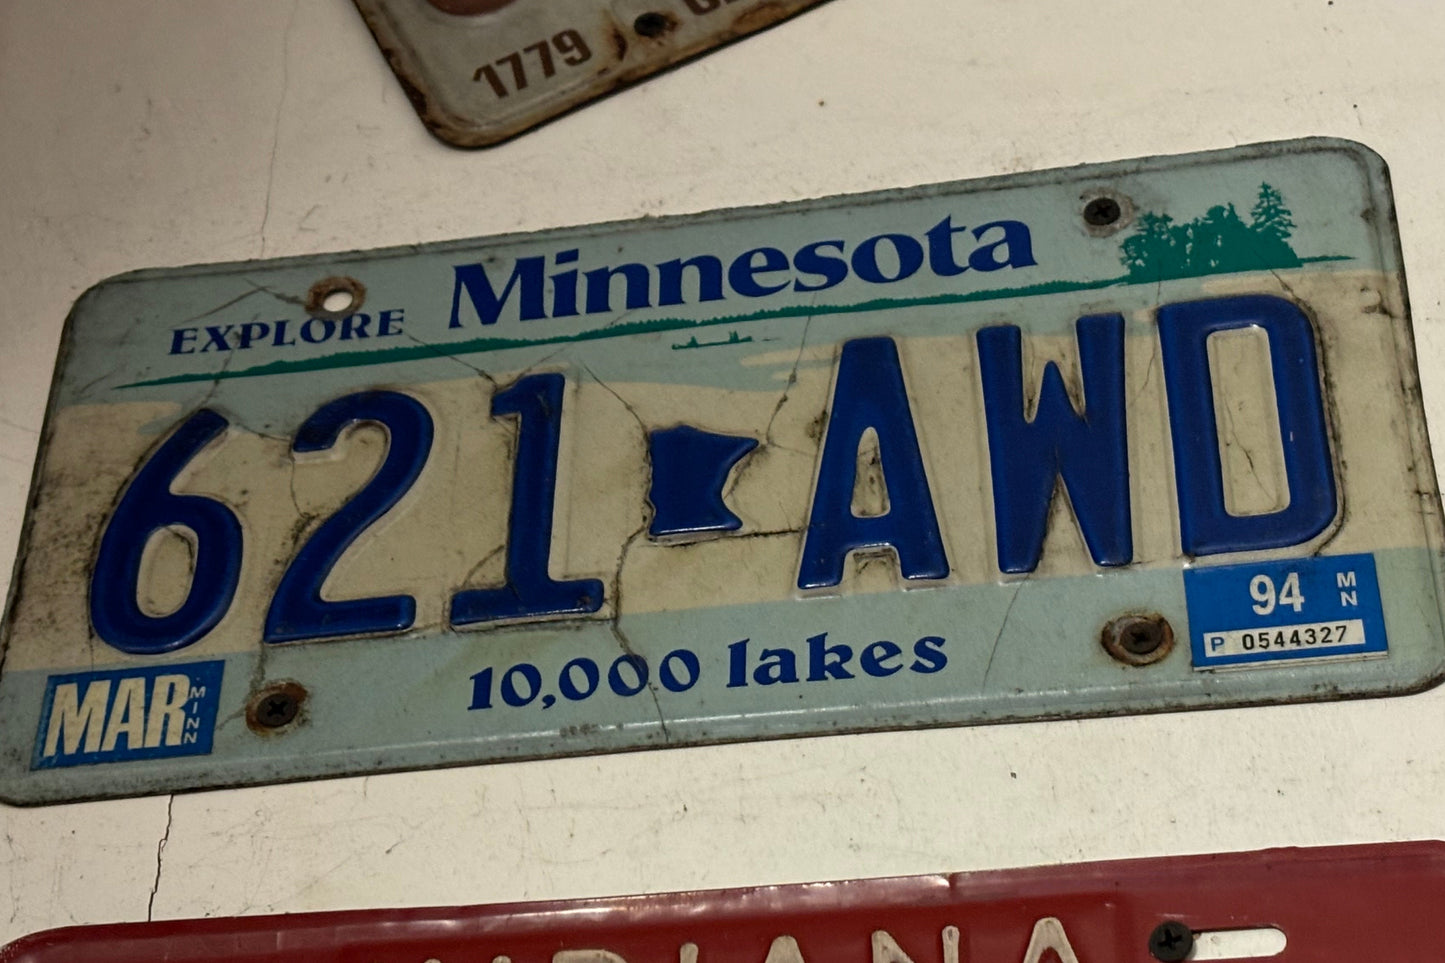 1779
EXPLORE Minnesota
621 AWD
94 MN
P 0544327
10,000 lakes
MAR MINN